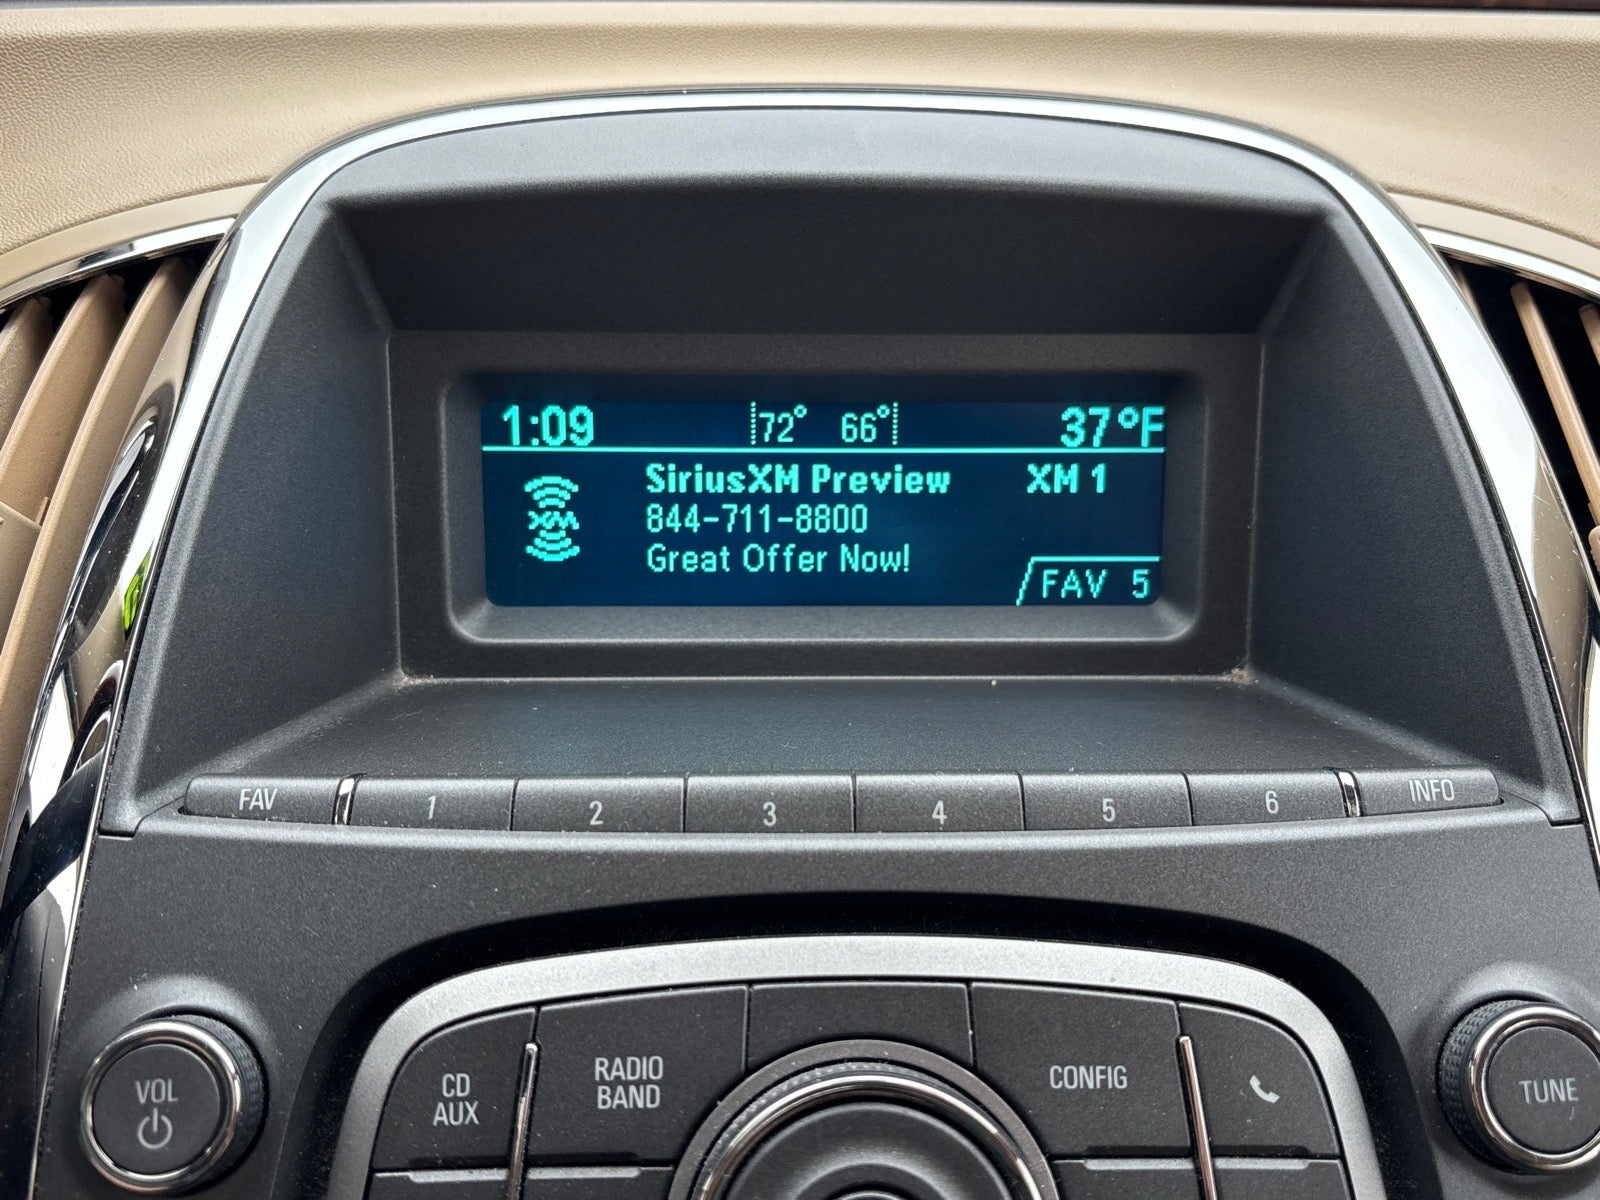 1:09 72° 66° 37°F
SiriusXM Preview XM 1
XM
844-711-8800
Great Offer Now!
FAV 5
FAV 1 2 3 4 5 6 INFO
CD AUX
RADIO BAND
CONFIG
VOL
TUNE